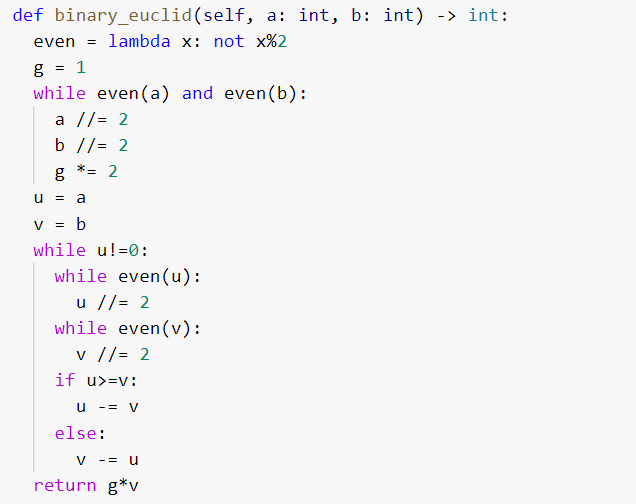 def binary_euclid(self, a: int, b: int) -> int:
  even = lambda x: not x%2
  g = 1
  while even(a) and even(b):
    a //= 2
    b //= 2
    g *= 2
  u = a
  v = b
  while u!=0:
    while even(u):
      u //= 2
    while even(v):
      v //= 2
    if u>=v:
      u -= v
    else:
      v -= u
  return g*v